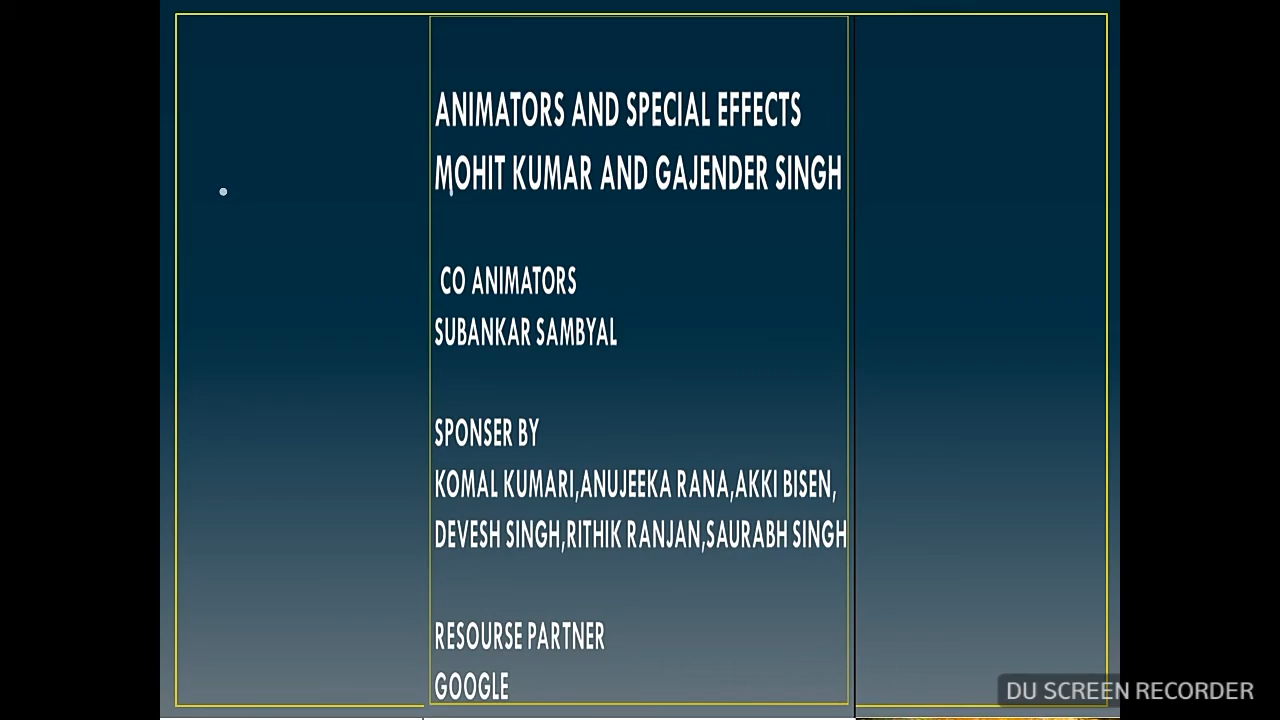 ANIMATORS AND SPECIAL EFFECTS
MOHIT KUMAR AND GAJENDER SINGH
CO ANIMATORS
SUBANKAR SAMBYAL
SPONSER BY
KOMAL KUMARI,ANUJEEKA RANA,AKKI BISEN,
DEVESH SINGH,RITHIK RANJAN,SAURABH SINGH
RESOURSE PARTNER
GOOGLE
DU SCREEN RECORDER